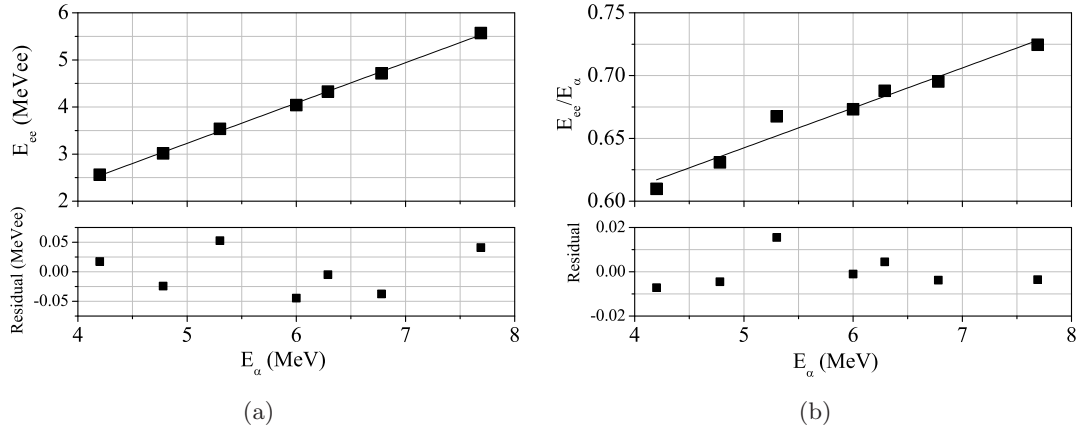 6
5
4
3
2
E_ee (MeVee)
0.05
0.00
-0.05
Residual (MeVee)
4 5 6 7 8
E_α (MeV)
(a)
0.75
0.70
0.65
0.60
E_ee/E_α
0.02
0.00
-0.02
Residual
4 5 6 7 8
E_α (MeV)
(b)